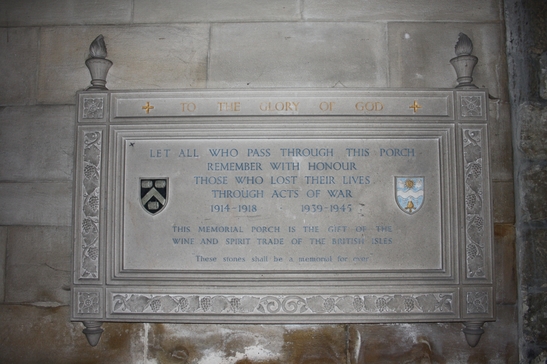 TO THE GLORY OF GOD
LET ALL WHO PASS THROUGH THIS PORCH
REMEMBER WITH HONOUR
THOSE WHO LOST THEIR LIVES
THROUGH ACTS OF WAR
1914-1918 1939-1945
THIS MEMORIAL PORCH IS THE GIFT OF THE
WINE AND SPIRIT TRADE OF THE BRITISH ISLES
These stones shall be a memorial for ever